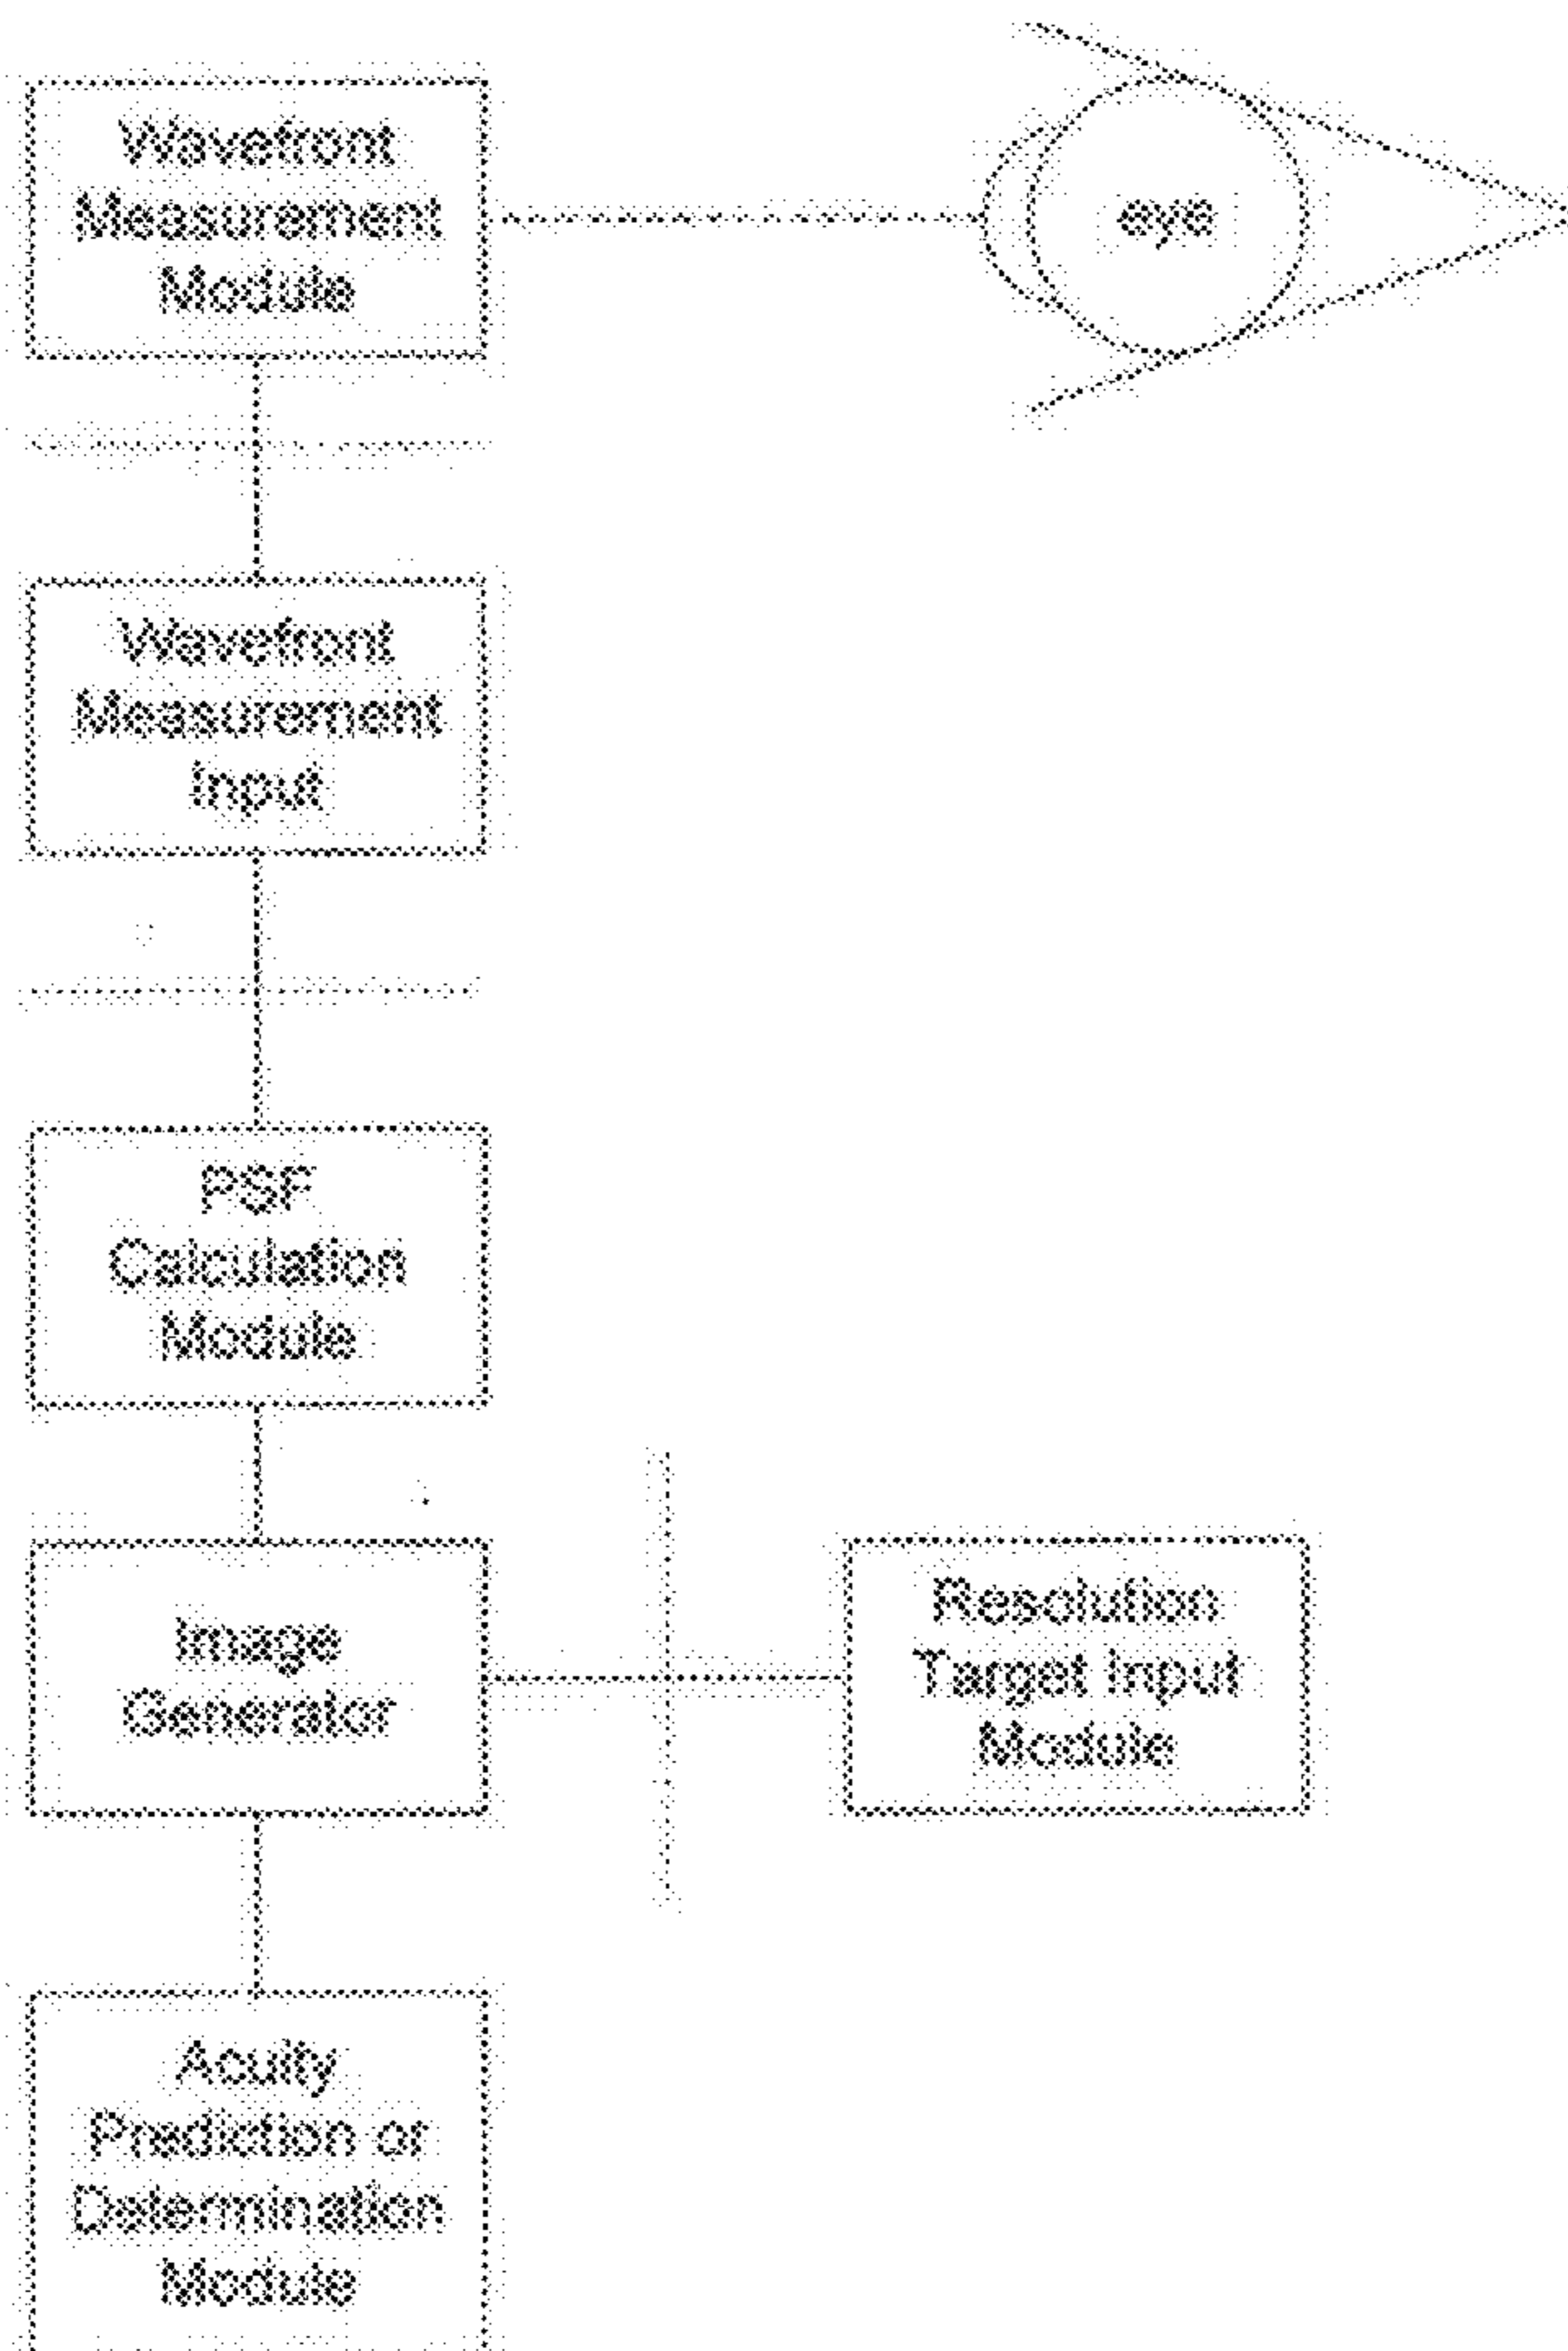 Wavefront
Measurement
Module
eye
Wavefront
Measurement
Input
PSF
Calculation
Module
Image
Generator
Resolution
Target Input
Module
Acuity
Prediction or
Determination
Module